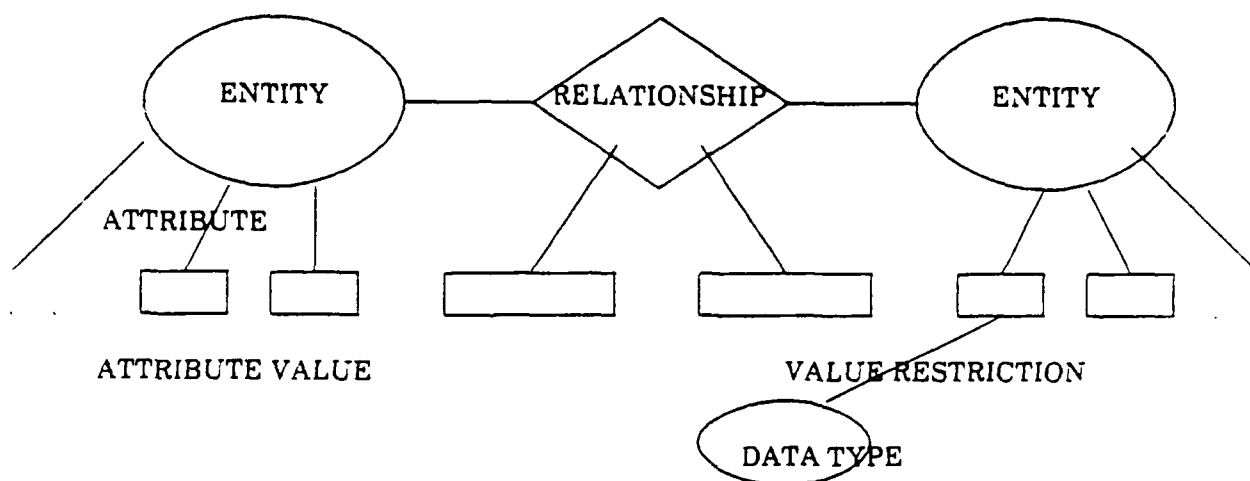 ENTITY
RELATIONSHIP
ENTITY
ATTRIBUTE
ATTRIBUTE VALUE
VALUE RESTRICTION
DATA TYPE